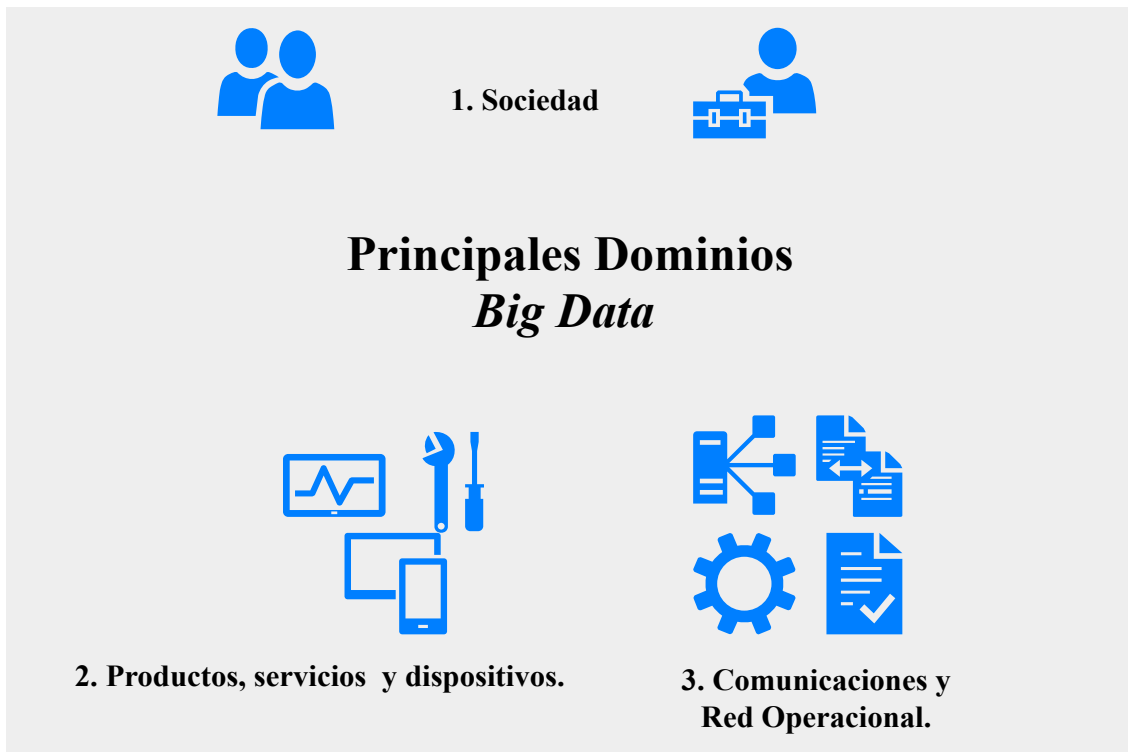 1. Sociedad
Principales Dominios
Big Data
2. Productos, servicios  y dispositivos.
3. Comunicaciones y
Red Operacional.